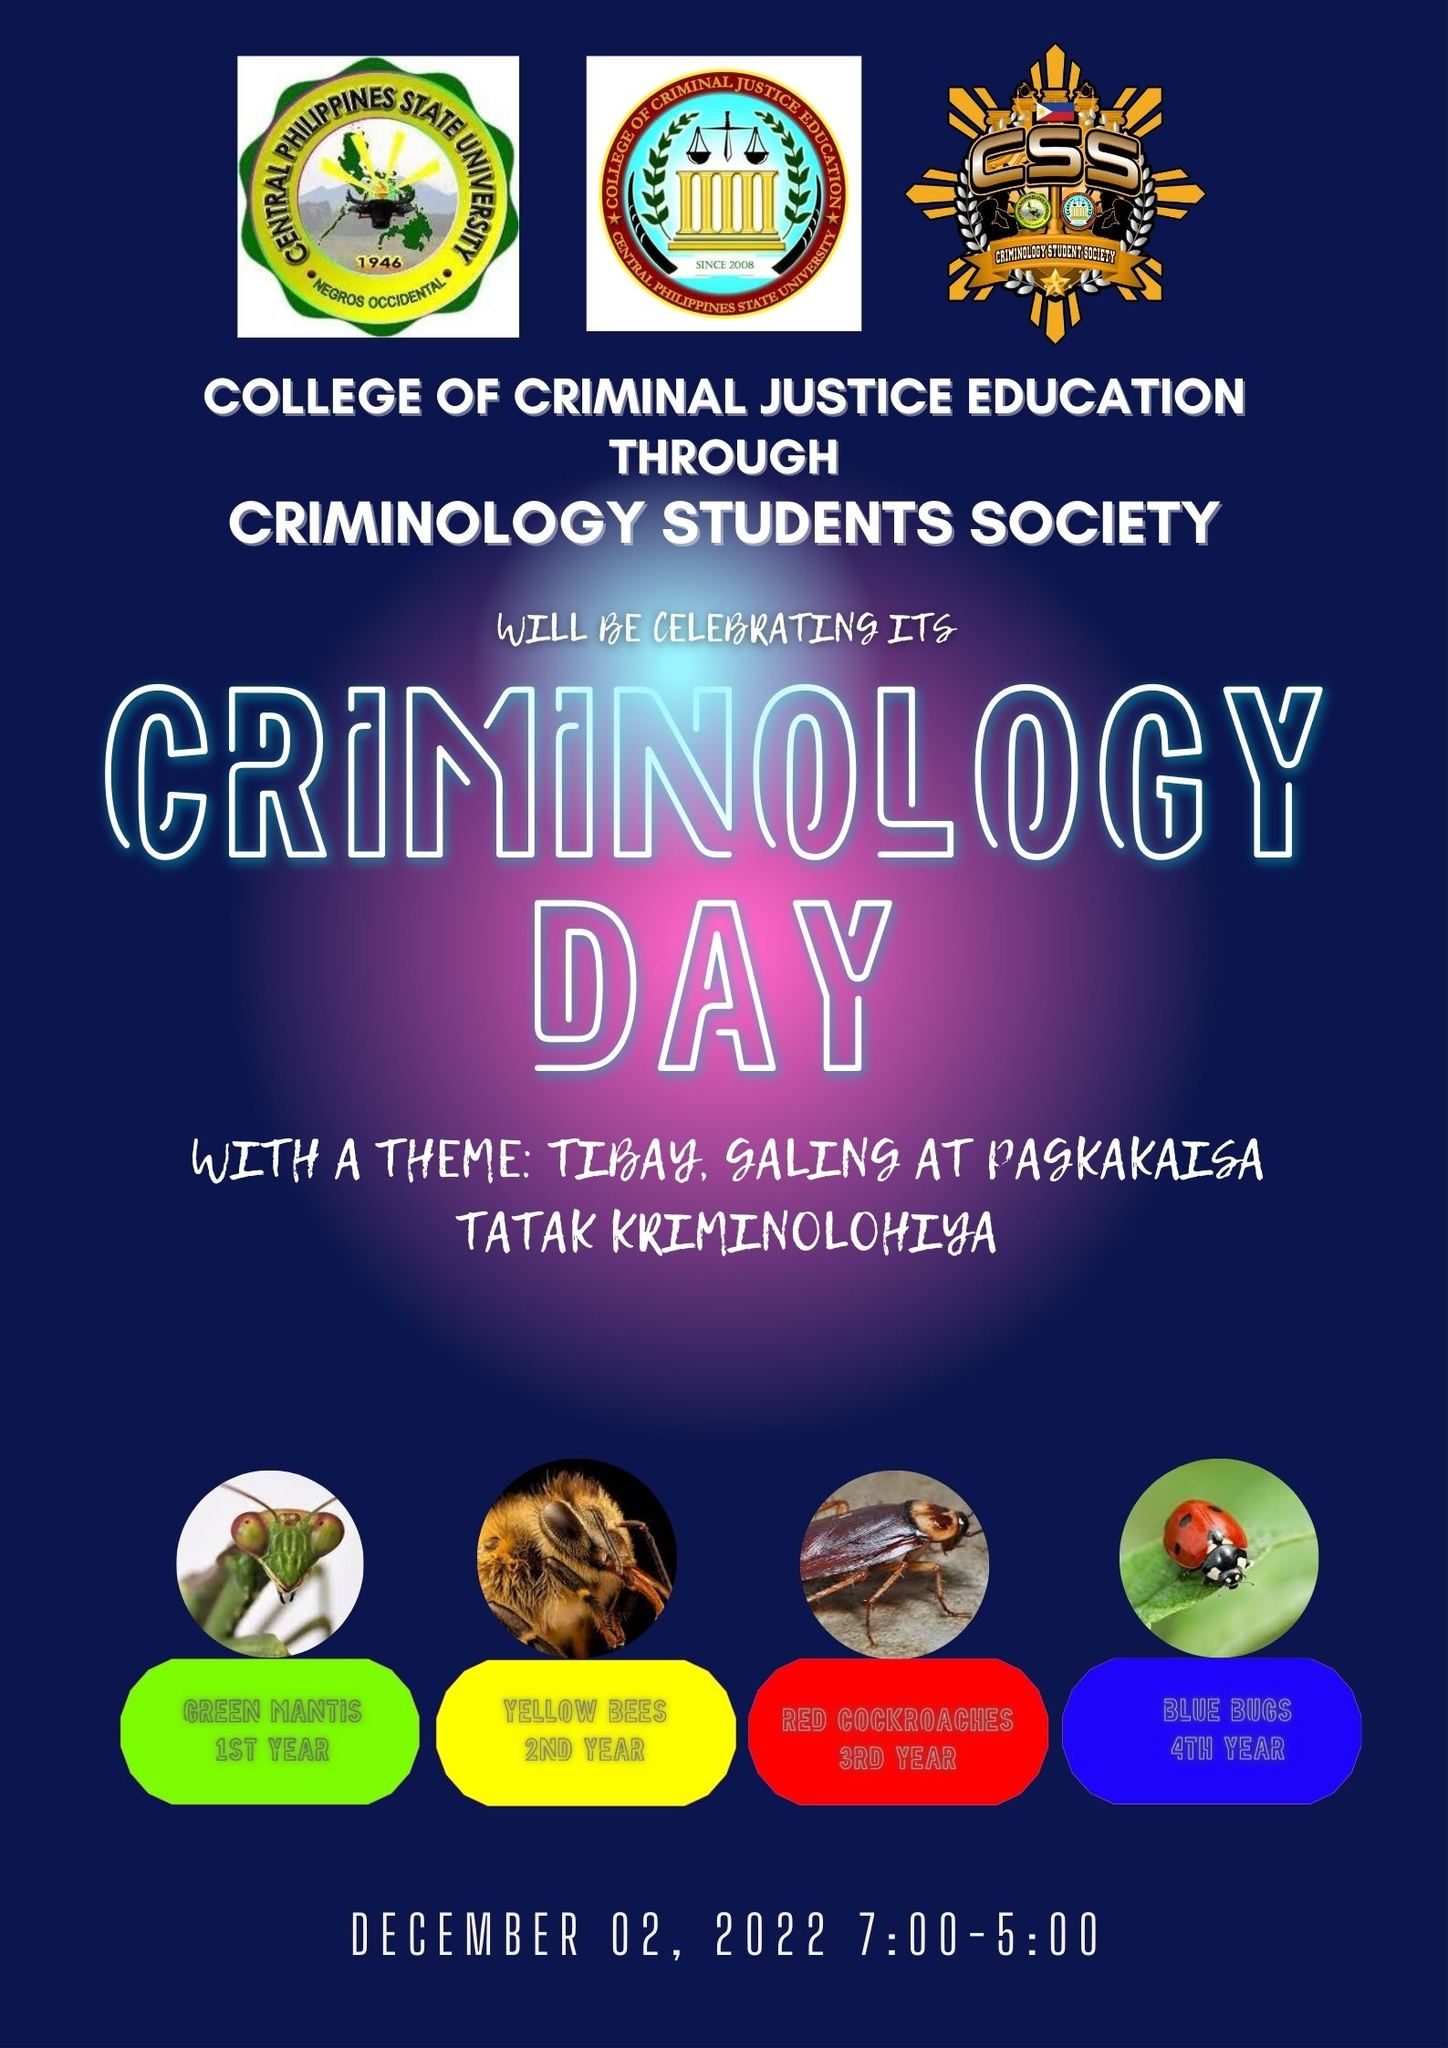 CENTRAL PHILIPPINES STATE UNIVERSITY
1946
NEGROS OCCIDENTAL
COLLEGE OF CRIMINAL JUSTICE EDUCATION
SINCE 2008
CENTRAL PHILIPPINES STATE UNIVERSITY
CSS
CRIMINOLOGY STUDENT SOCIETY
COLLEGE OF CRIMINAL JUSTICE EDUCATION
THROUGH
CRIMINOLOGY STUDENTS SOCIETY
WILL BE CELEBRATING ITS
CRIMINOLOGY
DAY
WITH A THEME: TIBAY, GALING AT PAGKAKAISA
TATAK KRIMINOLOHIYA
GREEN MANTIS
1ST YEAR
YELLOW BEES
2ND YEAR
RED COCKROACHES
3RD YEAR
BLUE BUGS
4TH YEAR
DECEMBER 02, 2022 7:00-5:00